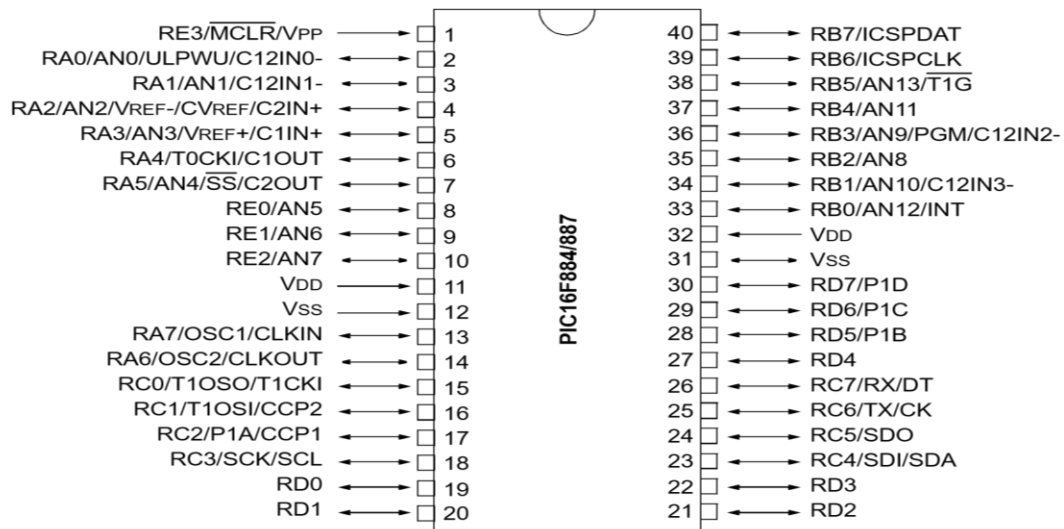 RE3/MCLR/VPP 1
RA0/AN0/ULPWU/C12IN0- 2
RA1/AN1/C12IN1- 3
RA2/AN2/VREF-/CVREF/C2IN+ 4
RA3/AN3/VREF+/C1IN+ 5
RA4/T0CKI/C1OUT 6
RA5/AN4/SS/C2OUT 7
RE0/AN5 8
RE1/AN6 9
RE2/AN7 10
VDD 11
VSS 12
RA7/OSC1/CLKIN 13
RA6/OSC2/CLKOUT 14
RC0/T1OSO/T1CKI 15
RC1/T1OSI/CCP2 16
RC2/P1A/CCP1 17
RC3/SCK/SCL 18
RD0 19
RD1 20
PIC16F884/887
40 RB7/ICSPDAT
39 RB6/ICSPCLK
38 RB5/AN13/T1G
37 RB4/AN11
36 RB3/AN9/PGM/C12IN2-
35 RB2/AN8
34 RB1/AN10/C12IN3-
33 RB0/AN12/INT
32 VDD
31 VSS
30 RD7/P1D
29 RD6/P1C
28 RD5/P1B
27 RD4
26 RC7/RX/DT
25 RC6/TX/CK
24 RC5/SDO
23 RC4/SDI/SDA
22 RD3
21 RD2